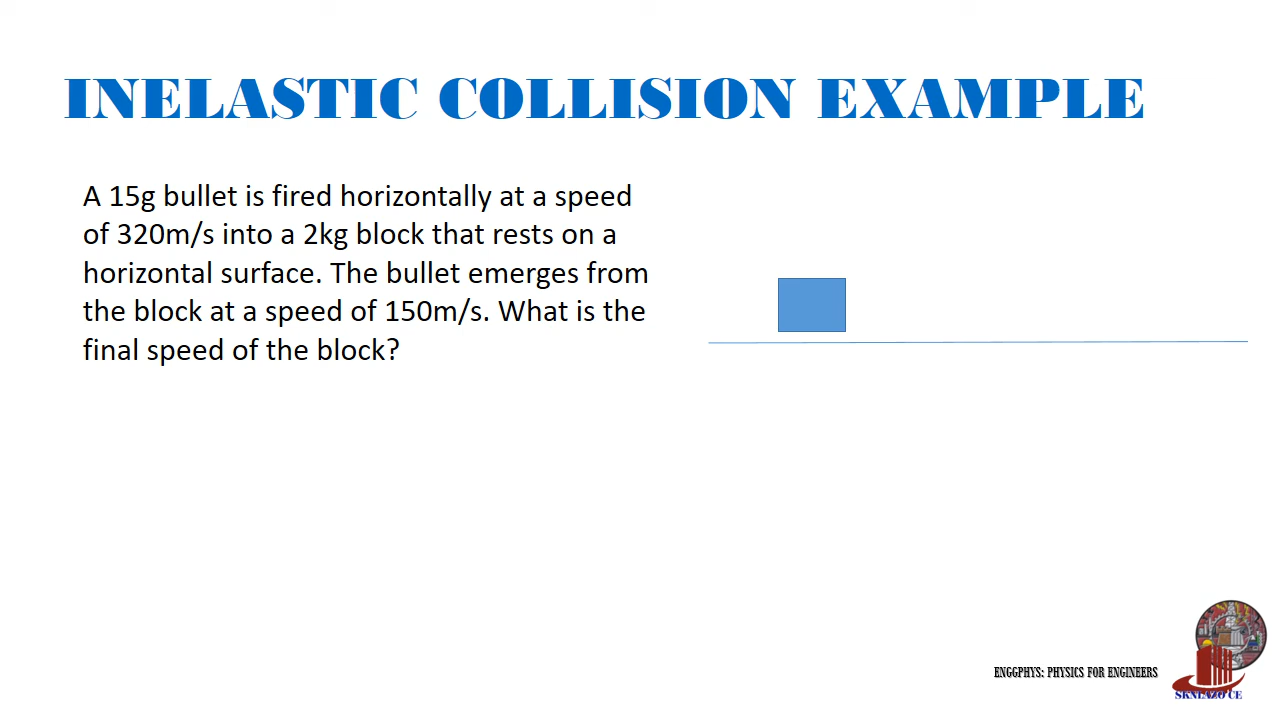 INELASTIC COLLISION EXAMPLE
A 15g bullet is fired horizontally at a speed
of 320m/s into a 2kg block that rests on a
horizontal surface. The bullet emerges from
the block at a speed of 150m/s. What is the
final speed of the block?
ENGGPHYS: PHYSICS FOR ENGINEERS
SKNLAZO CE